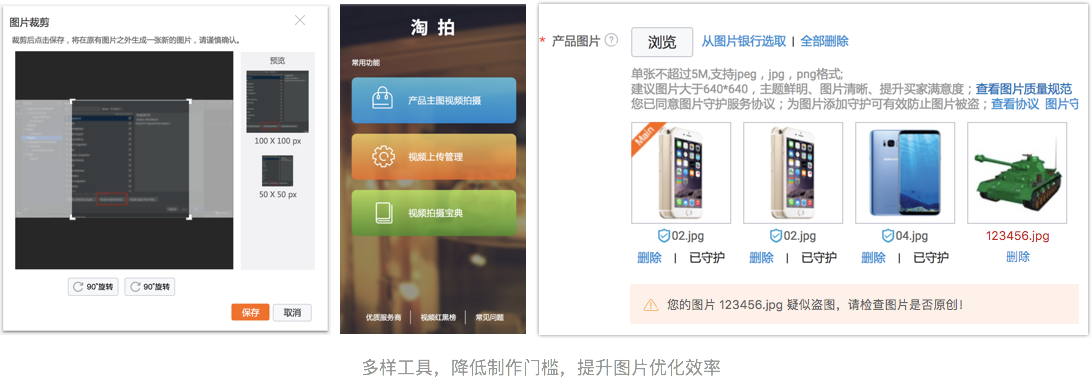 图片裁剪
裁剪后点击保存，将在原有图片之外生成一张新的图片，请谨慎确认。
预览
100 X 100 px
50 X 50 px
90°旋转
90°旋转
保存
取消
淘 拍
常用功能
产品主图视频拍摄
视频上传管理
视频拍摄宝典
优质服务商 | 视频红黑榜 | 常见问题
* 产品图片 ? 浏览 从图片银行选取 | 全部删除
单张不超过5M,支持jpeg，jpg，png格式;
建议图片大于640*640，主题鲜明、图片清晰、提升买家满意度；查看图片质量规范
您已同意图片守护服务协议；为图片添加守护可有效防止图片被盗；查看协议 图片守
Main
02.jpg
删除 | 已守护
02.jpg
删除 | 已守护
04.jpg
删除 | 已守护
123456.jpg
删除
您的图片 123456.jpg 疑似盗图，请检查图片是否原创！
多样工具，降低制作门槛，提升图片优化效率